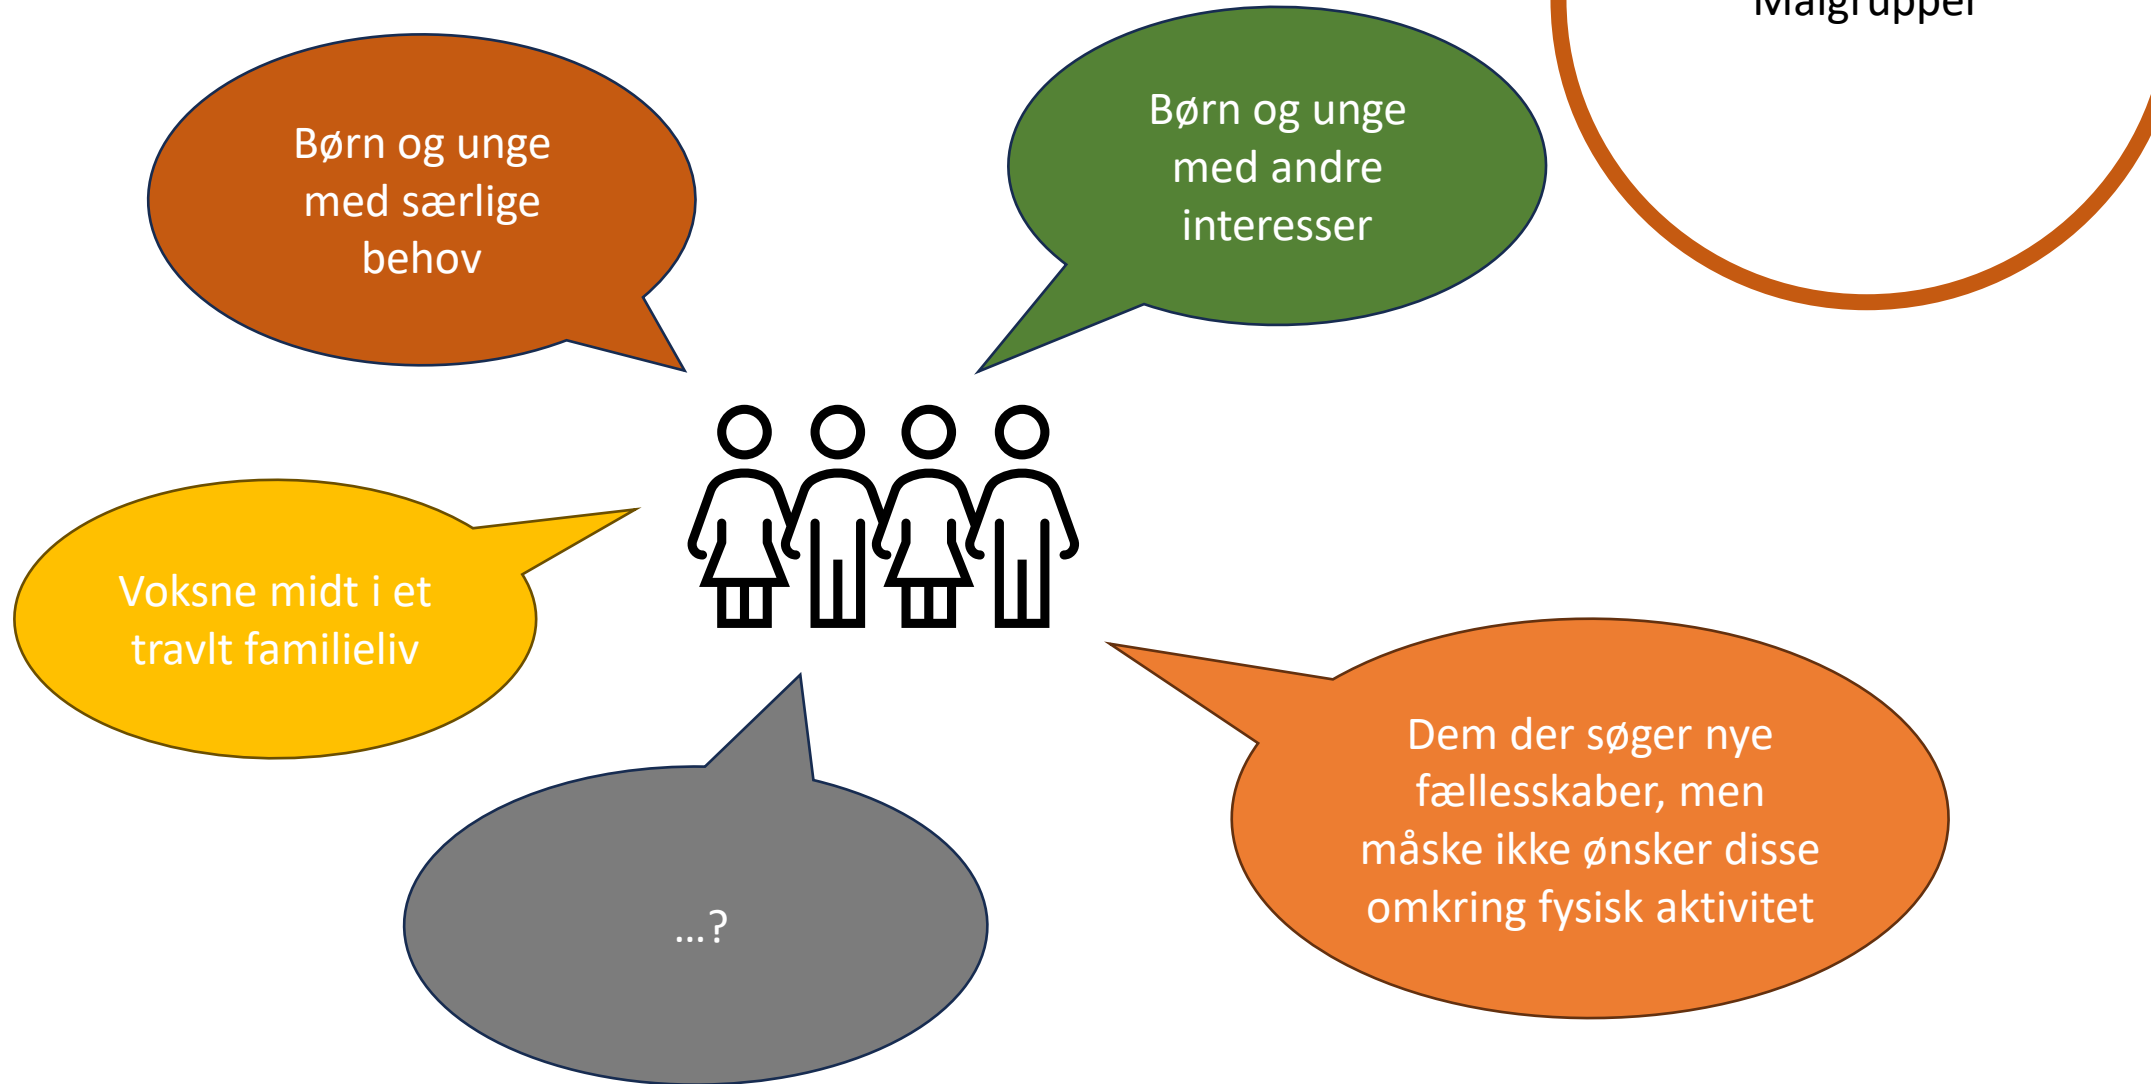 Målgrupper
Børn og unge
med særlige
behov
Børn og unge
med andre
interesser
Voksne midt i et
travlt familieliv
Dem der søger nye
fællesskaber, men
måske ikke ønsker disse
omkring fysisk aktivitet
...?